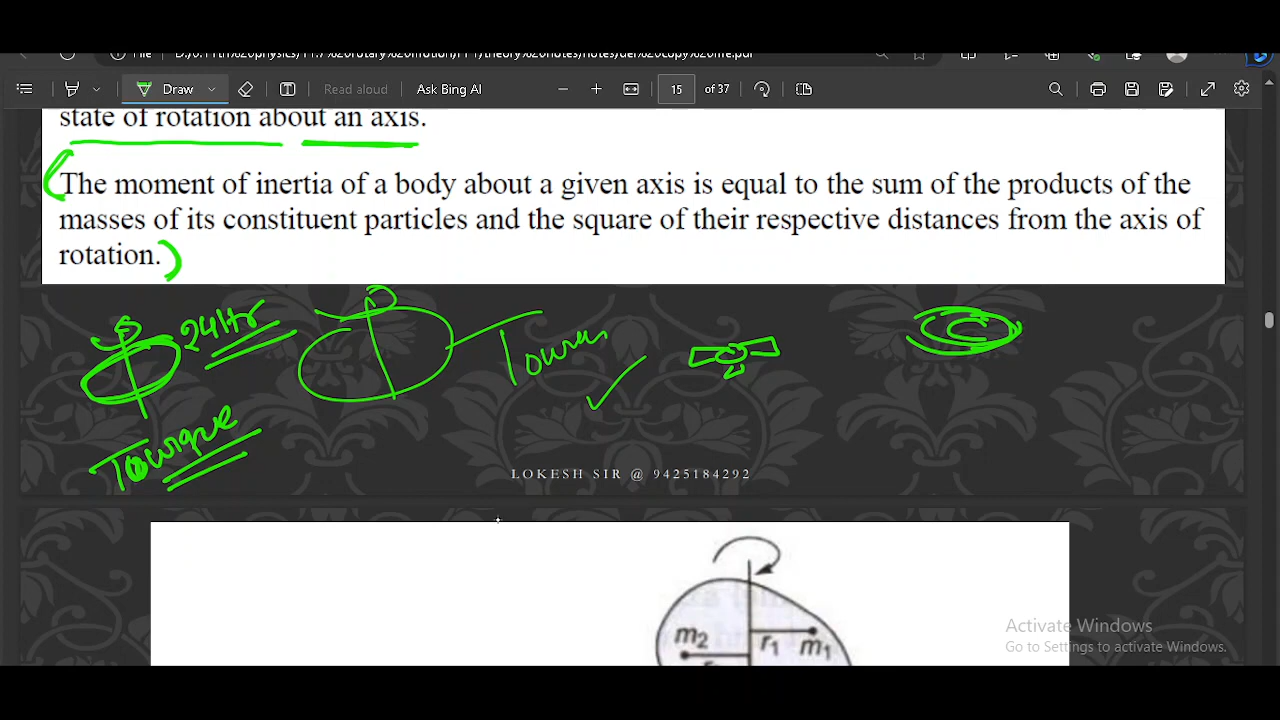 Draw
Read aloud
Ask Bing AI
15
of 37
state of rotation about an axis.
The moment of inertia of a body about a given axis is equal to the sum of the products of the
masses of its constituent particles and the square of their respective distances from the axis of
rotation.
24Hr
Torque
LOKESH SIR @ 9425184292
m2
r1
m1
Activate Windows
Go to Settings to activate Windows.